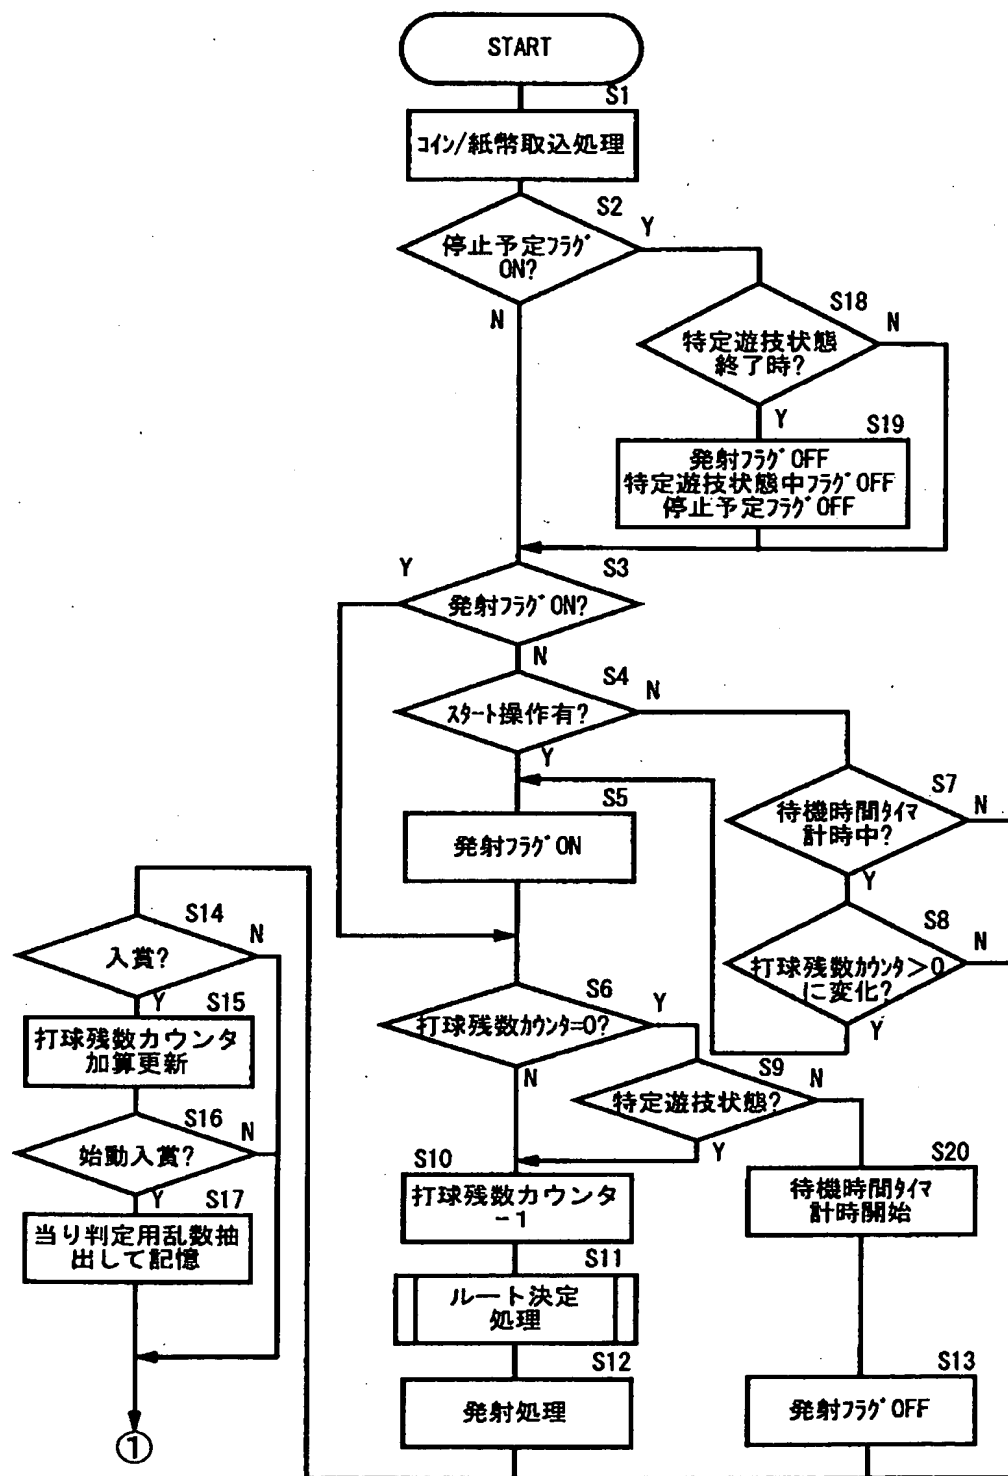 START
S1
コイン/紙幣取込処理
S2
Y
停止予定フラグ
ON?
N
S18
N
特定遊技状態
終了時?
Y
S19
発射フラグOFF
特定遊技状態中フラグOFF
停止予定フラグOFF
Y
S3
発射フラグON?
N
S4
N
スタート操作有?
Y
S7
N
待機時間タイマ
計時中?
Y
S5
発射フラグON
S8
N
打球残数カウンタ>0
に変化?
Y
S14
N
入賞?
Y
S15
打球残数カウンタ
加算更新
S16
N
始動入賞?
Y
S17
当り判定用乱数抽
出して記憶
①
S6
Y
打球残数カウンタ=0?
N
S9
N
特定遊技状態?
Y
S10
打球残数カウンタ
-1
S11
ルート決定
処理
S12
発射処理
S20
待機時間タイマ
計時開始
S13
発射フラグOFF